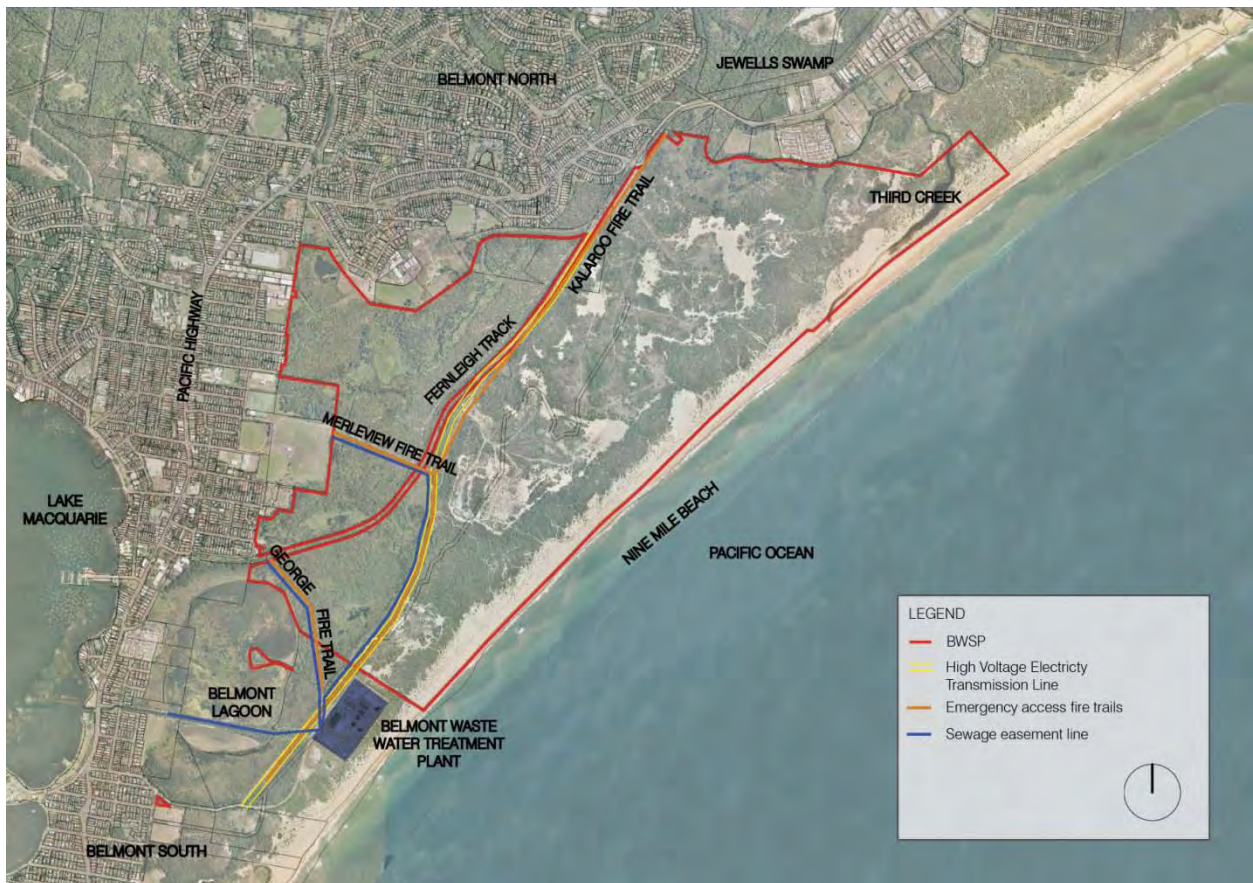 JEWELLS SWAMP
BELMONT NORTH
THIRD CREEK
KALAROO FIRE TRAIL
PACIFIC HIGHWAY
FERNLEIGH TRACK
MERLEVIEW FIRE TRAIL
LAKE
MACQUARIE
NINE MILE BEACH
PACIFIC OCEAN
GEORGE
FIRE TRAIL
BELMONT
LAGOON
BELMONT WASTE
WATER TREATMENT
PLANT
BELMONT SOUTH
LEGEND
BWSP
High Voltage Electricty
Transmission Line
Emergency access fire trails
Sewage easement line